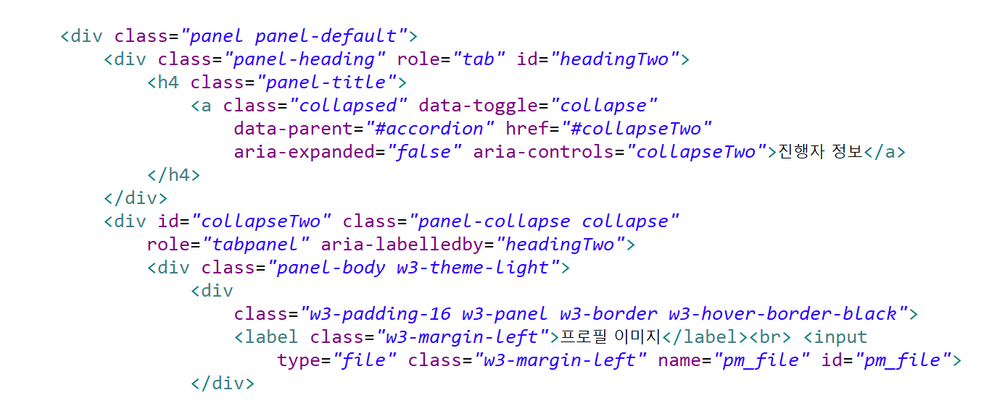 <div class="panel panel-default">
<div class="panel-heading" role="tab" id="headingTwo">
<h4 class="panel-title">
<a class="collapsed" data-toggle="collapse"
data-parent="#accordion" href="#collapseTwo"
aria-expanded="false" aria-controls="collapseTwo">진행자 정보</a>
</h4>
</div>
<div id="collapseTwo" class="panel-collapse collapse"
role="tabpanel" aria-labelledby="headingTwo">
<div class="panel-body w3-theme-light">
<div
class="w3-padding-16 w3-panel w3-border w3-hover-border-black">
<label class="w3-margin-left">프로필 이미지</label><br> <input
type="file" class="w3-margin-left" name="pm_file" id="pm_file">
</div>